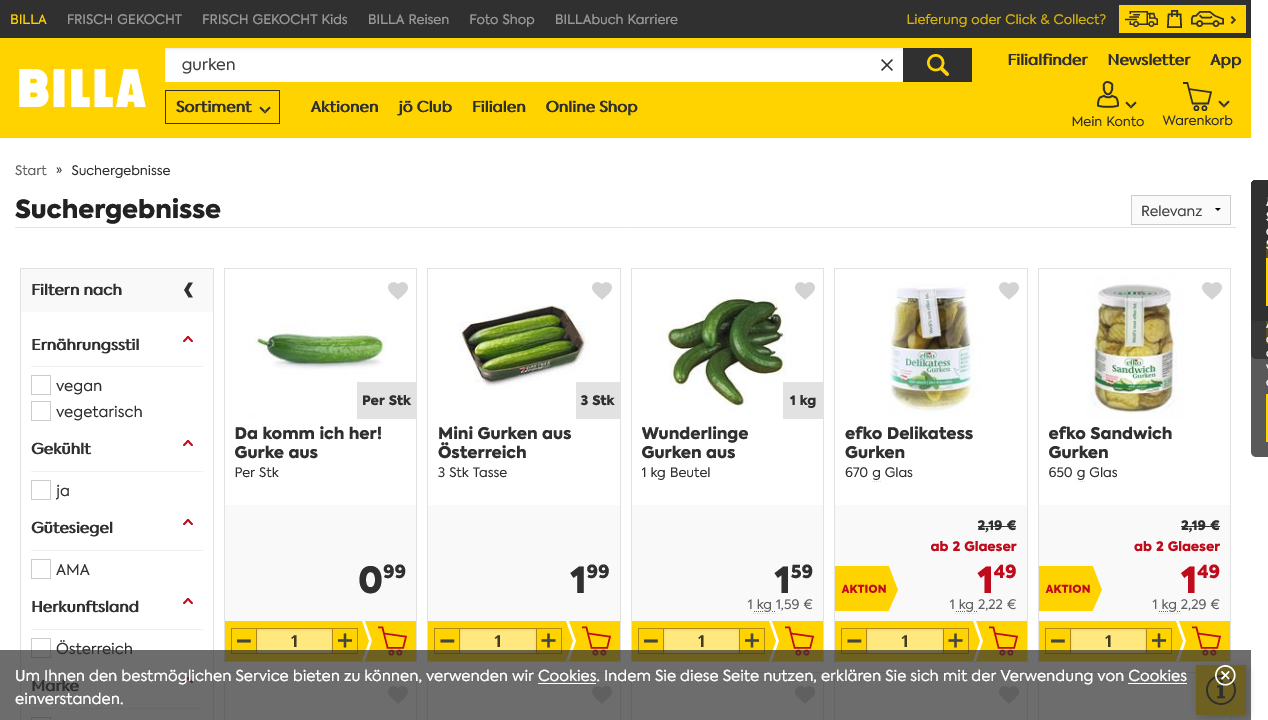 BILLA FRISCH GEKOCHT FRISCH GEKOCHT Kids BILLA Reisen Foto Shop BILLAbuch Karriere Lieferung oder Click & Collect?
BILLA
gurken
Filialfinder Newsletter App
Sortiment Aktionen jö Club Filialen Online Shop
Mein Konto Warenkorb
Start » Suchergebnisse
Suchergebnisse
Relevanz
Filtern nach
Ernährungsstil
vegan
vegetarisch
Gekühlt
ja
Gütesiegel
AMA
Herkunftsland
Österreich
Marke
Per Stk
Da komm ich her!
Gurke aus
Per Stk
0 99
1
3 Stk
Mini Gurken aus
Österreich
3 Stk Tasse
1 99
1
1 kg
Wunderlinge
Gurken aus
1 kg Beutel
1 59
1 kg 1,59 €
1
efko
Delikatess
Gurken
efko Delikatess
Gurken
670 g Glas
2,19 €
ab 2 Glaeser
AKTION
1 49
1 kg 2,22 €
1
efko
Sandwich
Gurken
efko Sandwich
Gurken
650 g Glas
2,19 €
ab 2 Glaeser
AKTION
1 49
1 kg 2,29 €
1
Um Ihnen den bestmöglichen Service bieten zu können, verwenden wir Cookies. Indem Sie diese Seite nutzen, erklären Sie sich mit der Verwendung von Cookies
einverstanden.